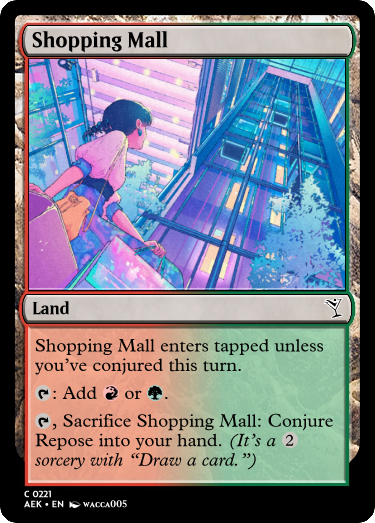 Shopping Mall
Land
Shopping Mall enters tapped unless
you've conjured this turn.
: Add or .
, Sacrifice Shopping Mall: Conjure
Repose into your hand. (It's a 2
sorcery with “Draw a card.”)
C 0221
AEK • EN WACCA005